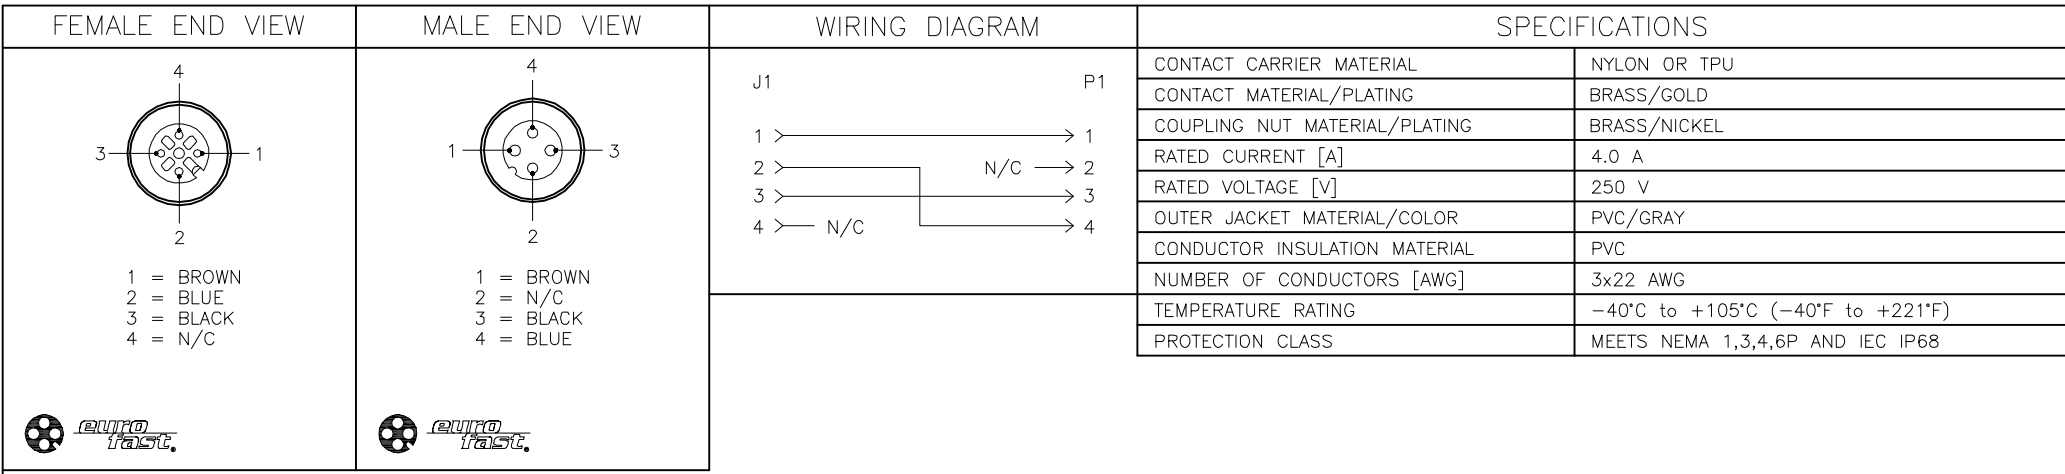 FEMALE END VIEW
4
3
1
2
1 = BROWN
2 = BLUE
3 = BLACK
4 = N/C
euro
fast.
MALE END VIEW
4
1
3
2
1 = BROWN
2 = N/C
3 = BLACK
4 = BLUE
euro
fast.
WIRING DIAGRAM
J1 P1
1 1
2 N/C 2
3 3
4 N/C 4
SPECIFICATIONS
CONTACT CARRIER MATERIAL NYLON OR TPU
CONTACT MATERIAL/PLATING BRASS/GOLD
COUPLING NUT MATERIAL/PLATING BRASS/NICKEL
RATED CURRENT [A] 4.0 A
RATED VOLTAGE [V] 250 V
OUTER JACKET MATERIAL/COLOR PVC/GRAY
CONDUCTOR INSULATION MATERIAL PVC
NUMBER OF CONDUCTORS [AWG] 3x22 AWG
TEMPERATURE RATING -40°C to +105°C (-40°F to +221°F)
PROTECTION CLASS MEETS NEMA 1,3,4,6P AND IEC IP68